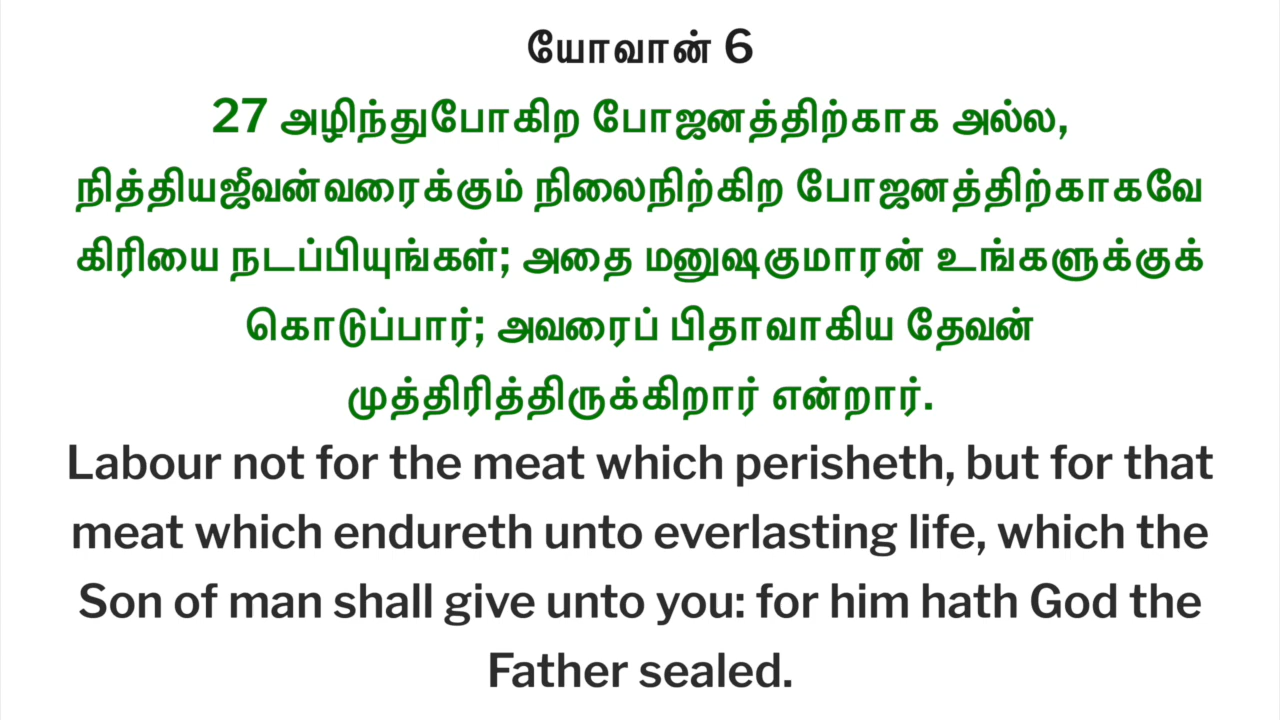 யோவான் 6
27 அழிந்துபோகிற போஜனத்திற்காக அல்ல,
நித்தியஜீவன்வரைக்கும் நிலைநிற்கிற போஜனத்திற்காகவே
கிரியை நடப்பியுங்கள்; அதை மனுஷகுமாரன் உங்களுக்குக்
கொடுப்பார்; அவரைப் பிதாவாகிய தேவன்
முத்திரித்திருக்கிறார் என்றார்.
Labour not for the meat which perisheth, but for that
meat which endureth unto everlasting life, which the
Son of man shall give unto you: for him hath God the
Father sealed.